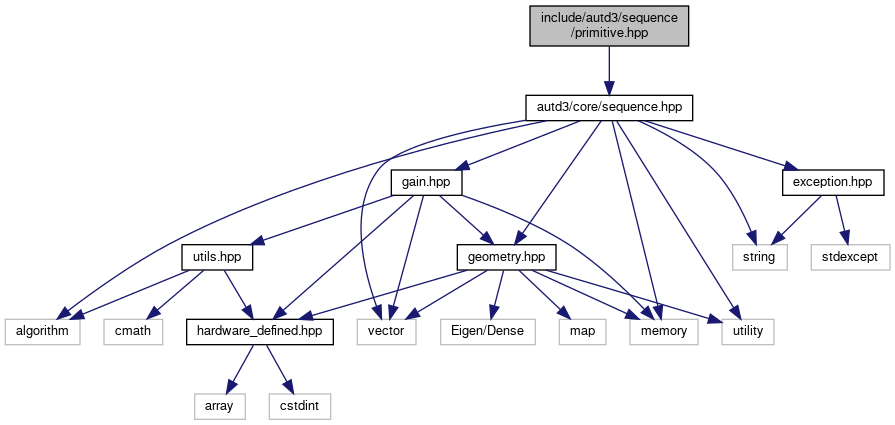 include/autd3/sequence
/primitive.hpp
autd3/core/sequence.hpp
gain.hpp
exception.hpp
utils.hpp
geometry.hpp
string
stdexcept
algorithm
cmath
hardware_defined.hpp
vector
Eigen/Dense
map
memory
utility
array
cstdint